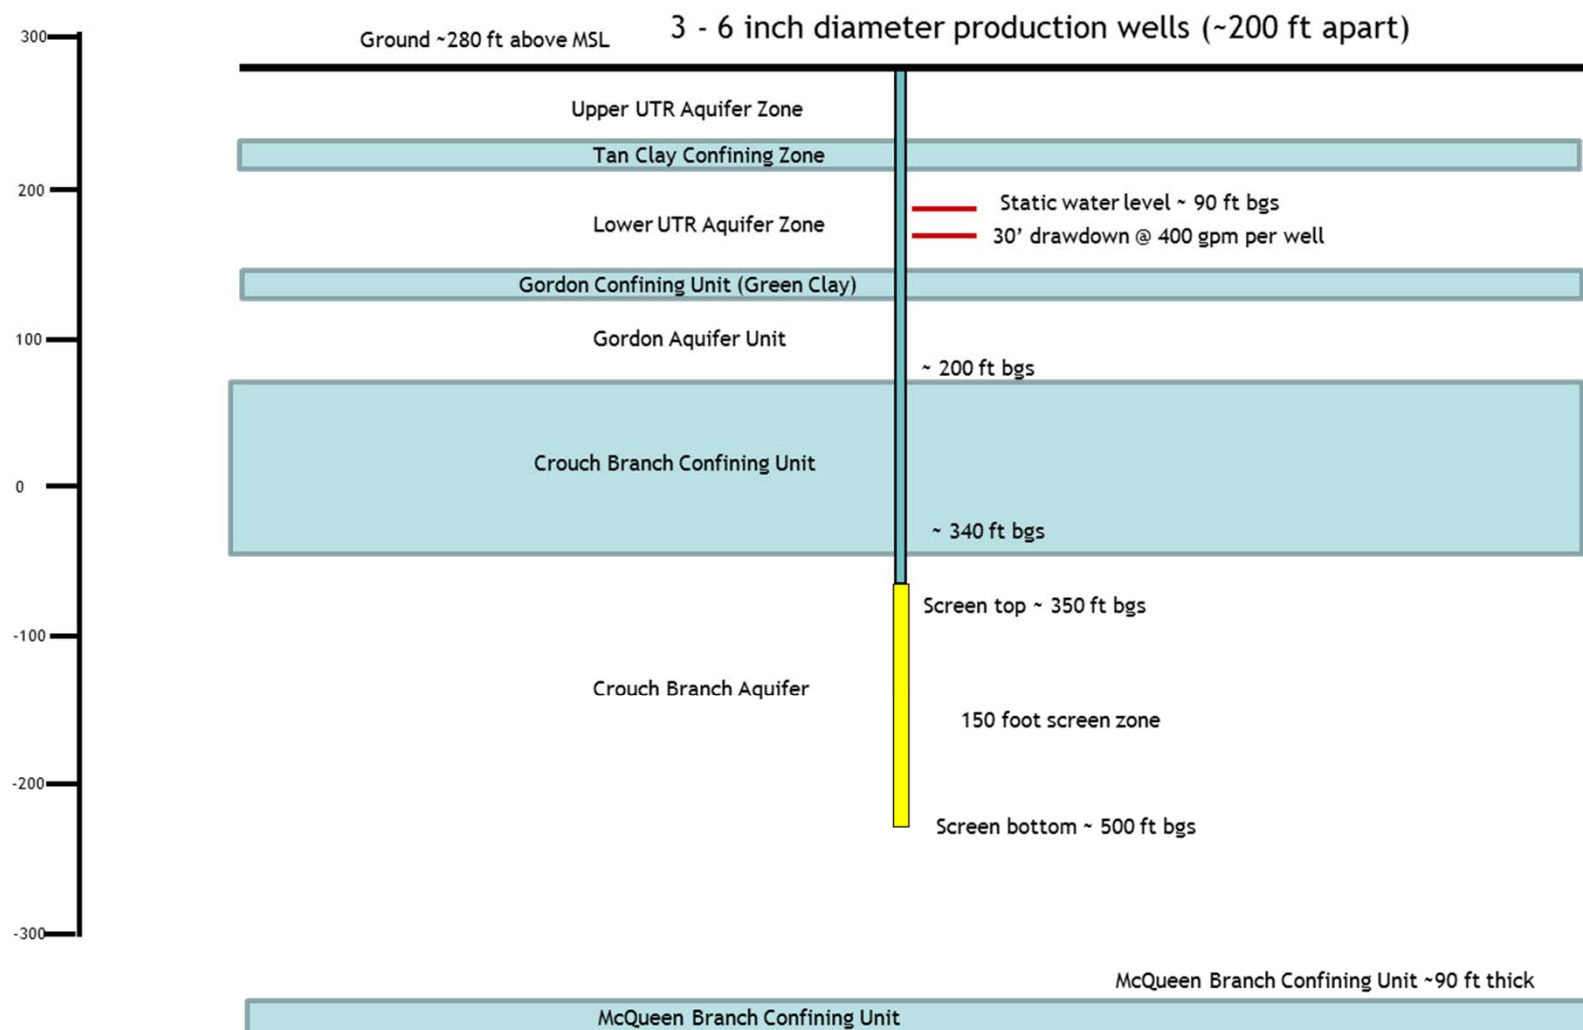 3 - 6 inch diameter production wells (~200 ft apart)
300
Ground ~280 ft above MSL
Upper UTR Aquifer Zone
Tan Clay Confining Zone
200
Static water level ~ 90 ft bgs
Lower UTR Aquifer Zone
30’ drawdown @ 400 gpm per well
Gordon Confining Unit (Green Clay)
100
Gordon Aquifer Unit
~ 200 ft bgs
Crouch Branch Confining Unit
0
~ 340 ft bgs
Screen top ~ 350 ft bgs
-100
Crouch Branch Aquifer
150 foot screen zone
-200
Screen bottom ~ 500 ft bgs
-300
McQueen Branch Confining Unit ~90 ft thick
McQueen Branch Confining Unit